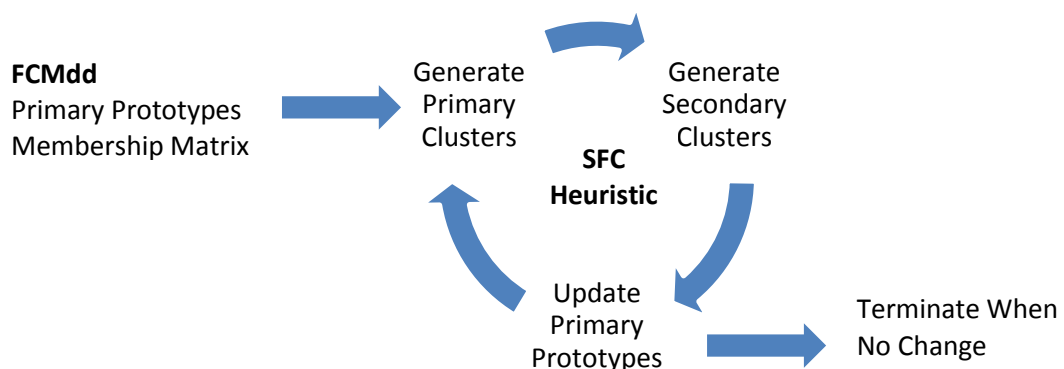 FCMdd
Primary Prototypes
Membership Matrix
Generate
Primary
Clusters
Generate
Secondary
Clusters
SFC
Heuristic
Update
Primary
Prototypes
Terminate When
No Change